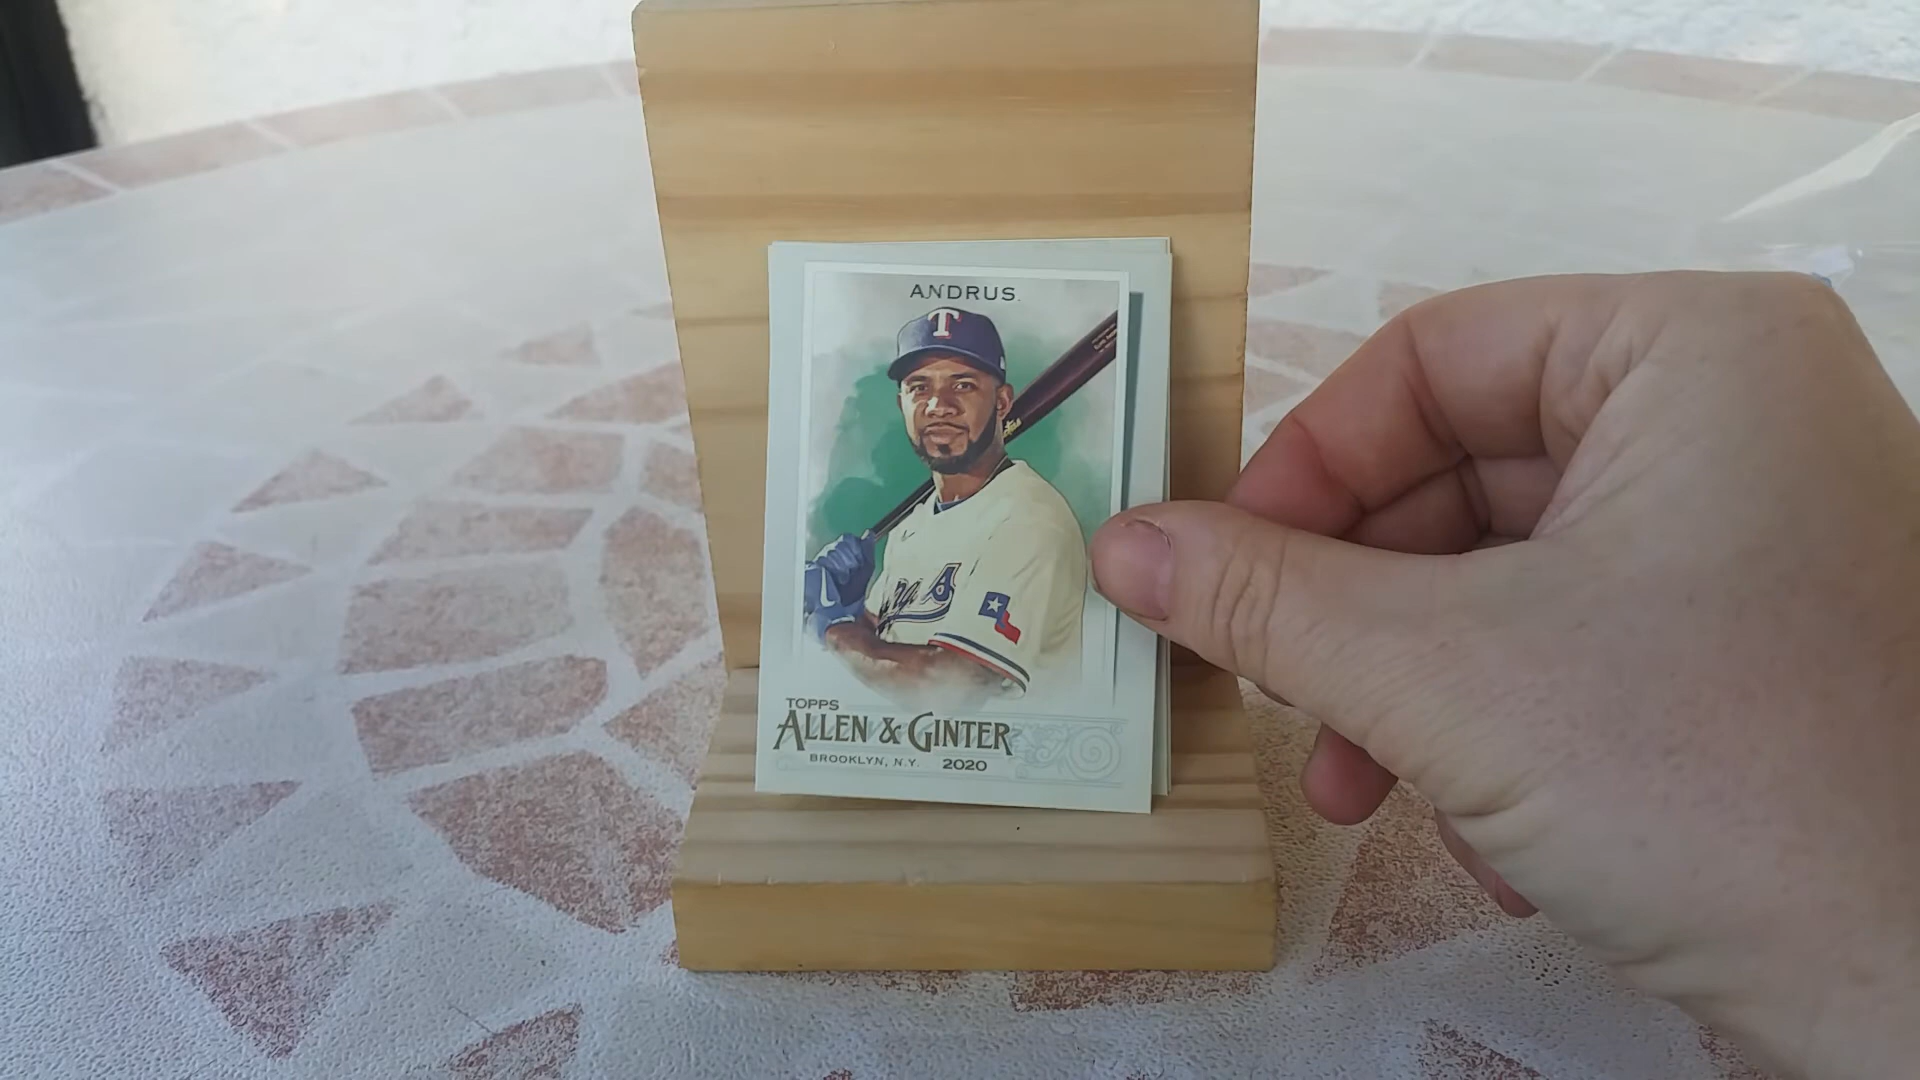 ANDRUS
T
TOPPS
ALLEN & GINTER
BROOKLYN, N.Y. 2020